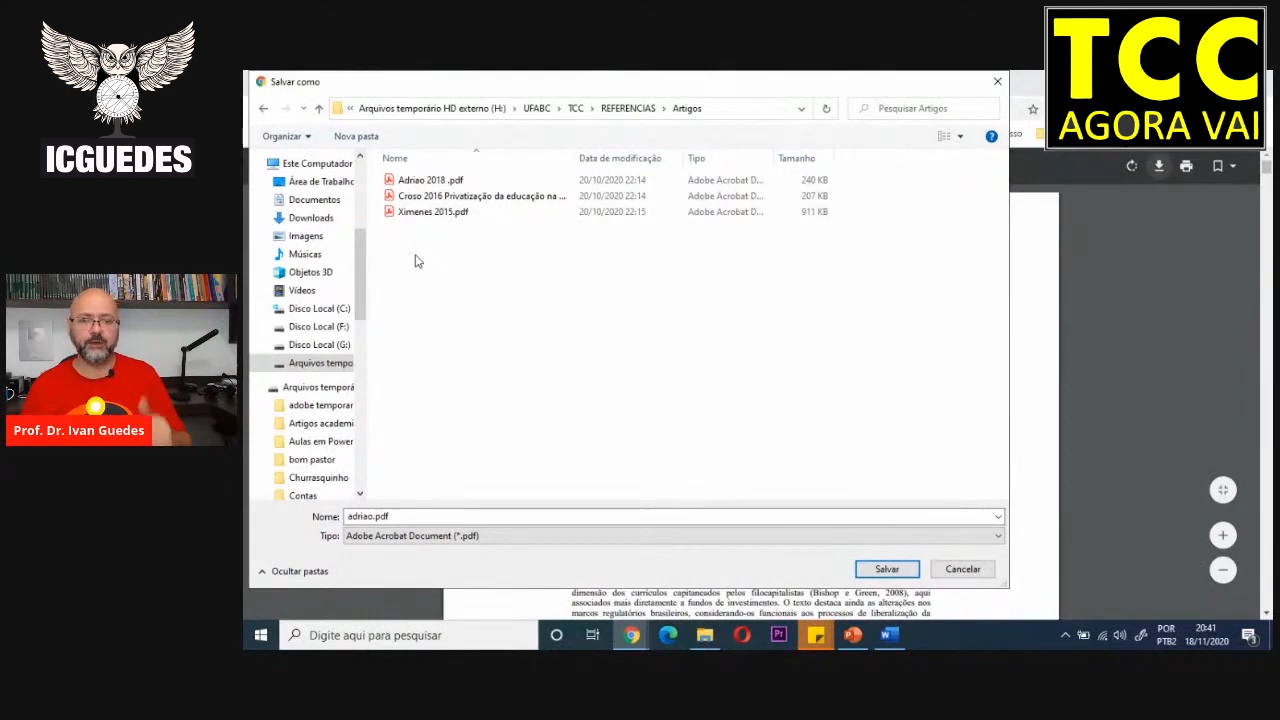 ICGUEDES
TCC
AGORA VAI
Prof. Dr. Ivan Guedes
Salvar como
Arquivos temporário HD externo (H:) UFABC TCC REFERENCIAS Artigos
Pesquisar Artigos
Organizar Nova pasta
Este Computador
Área de Trabalho
Documentos
Downloads
Imagens
Músicas
Objetos 3D
Vídeos
Disco Local (C:)
Disco Local (F:)
Disco Local (G:)
Arquivos tempo
Arquivos temporá
adobe temporar
Artigos academi
Aulas em Power
bom pastor
Churrasquinho
Contas
Nome Data de modificação Tipo Tamanho
Adriao 2018 .pdf 20/10/2020 22:14 Adobe Acrobat D... 240 KB
Croso 2016 Privatização da educação na ... 20/10/2020 22:14 Adobe Acrobat D... 207 KB
Ximenes 2015.pdf 20/10/2020 22:15 Adobe Acrobat D... 911 KB
Nome: adriao.pdf
Tipo: Adobe Acrobat Document (*.pdf)
Ocultar pastas
Salvar Cancelar
sso
dimensão dos currículos capitaneados pelos filocapitalistas (Bishop e Green, 2008), aqui
associados mais diretamente a fundos de investimentos. O texto destaca ainda as alterações nos
marcos regulatórios brasileiros, considerando-os funcionais aos processos de liberalização da
Digite aqui para pesquisar
Pr
POR
PTB2
20:41
18/11/2020
3